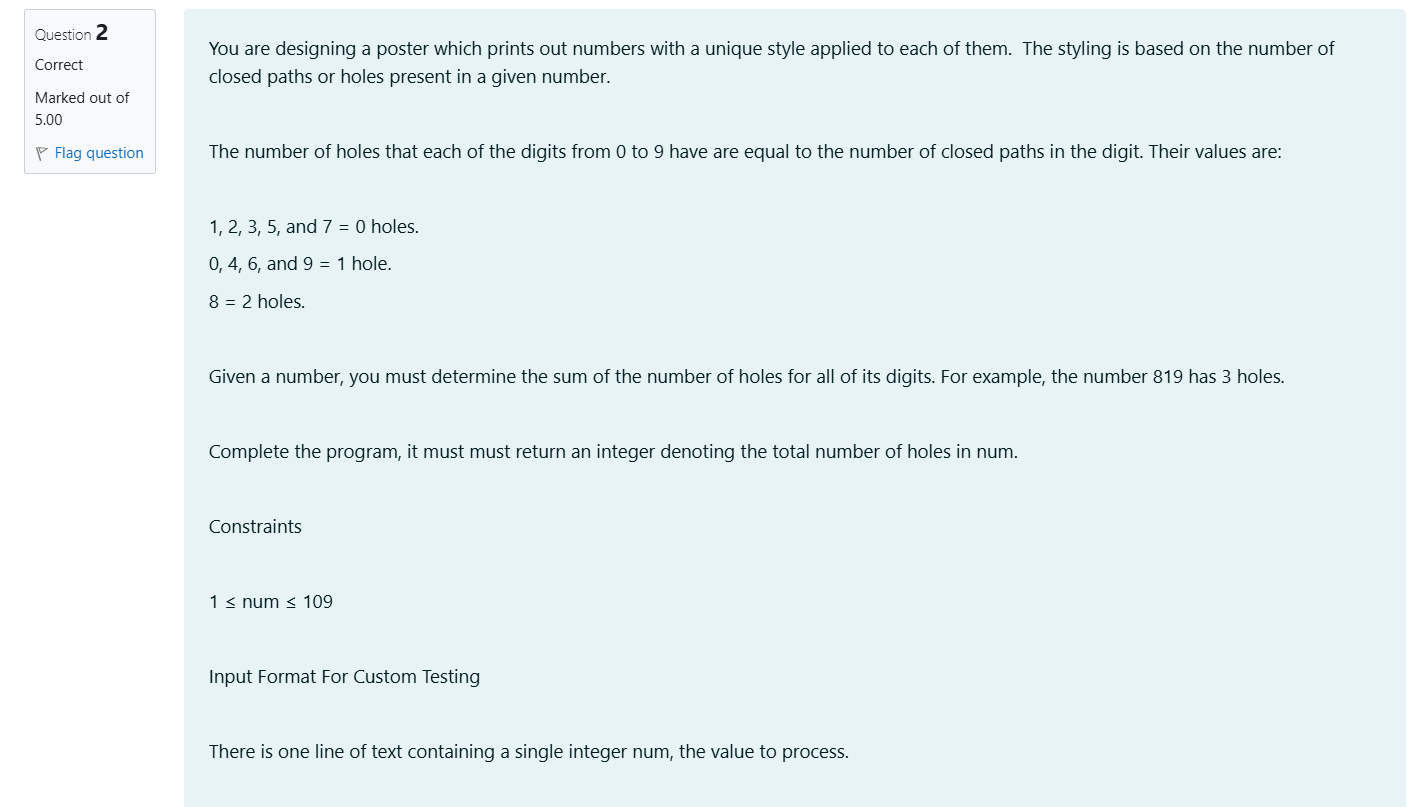 Question 2
Correct
Marked out of
5.00
Flag question
You are designing a poster which prints out numbers with a unique style applied to each of them.  The styling is based on the number of
closed paths or holes present in a given number.
The number of holes that each of the digits from 0 to 9 have are equal to the number of closed paths in the digit. Their values are:
1, 2, 3, 5, and 7 = 0 holes.
0, 4, 6, and 9 = 1 hole.
8 = 2 holes.
Given a number, you must determine the sum of the number of holes for all of its digits. For example, the number 819 has 3 holes.
Complete the program, it must must return an integer denoting the total number of holes in num.
Constraints
1 ≤ num ≤ 109
Input Format For Custom Testing
There is one line of text containing a single integer num, the value to process.